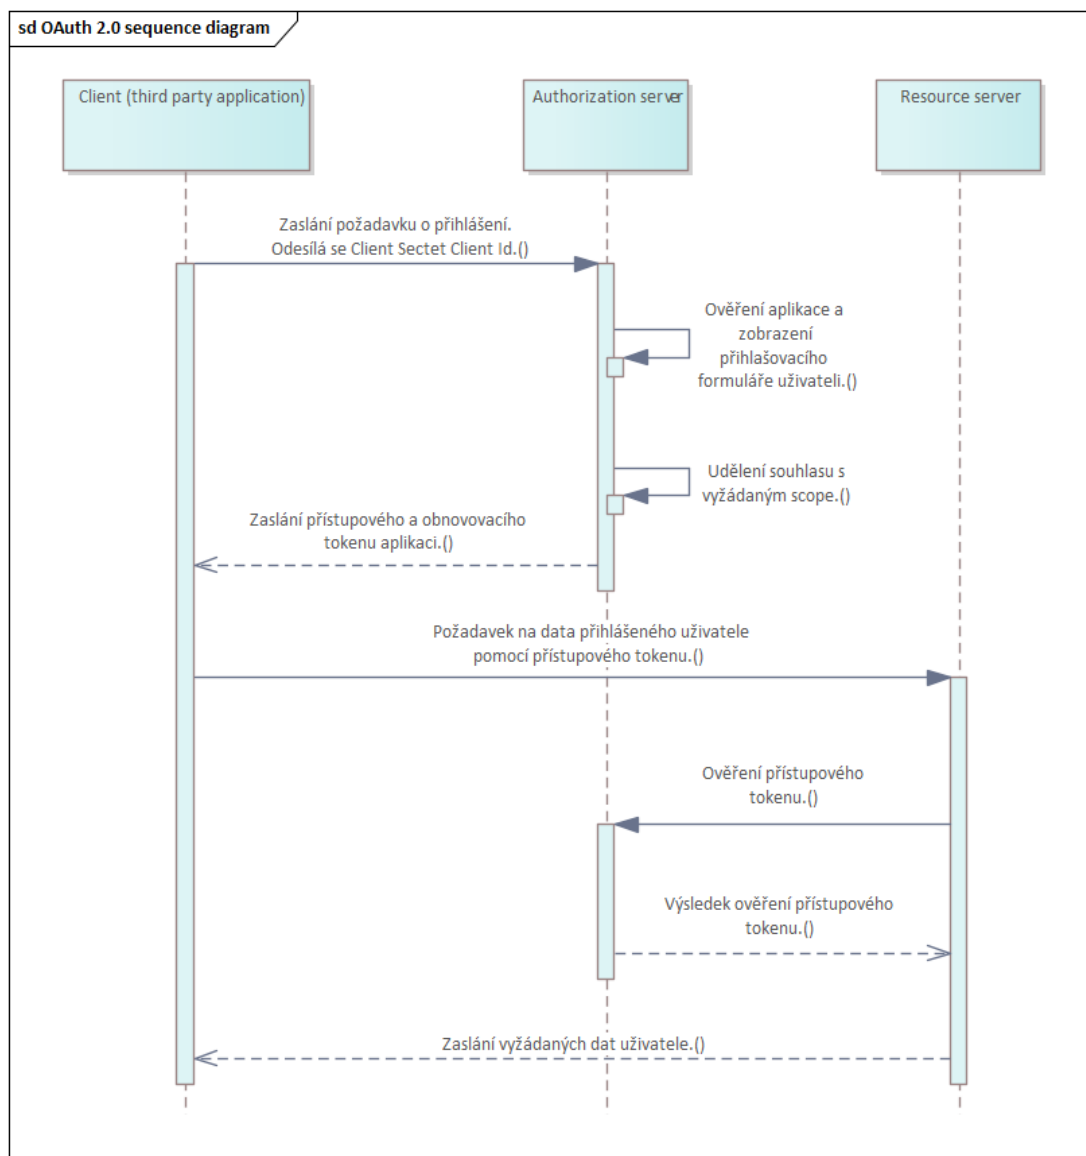 sd OAuth 2.0 sequence diagram
Client (third party application)
Authorization server
Resource server
Zaslání požadavku o přihlášení.
Odesílá se Client Sectet Client Id.()
Ověření aplikace a
zobrazení
přihlašovacího
formuláře uživateli.()
Udělení souhlasu s
vyžádaným scope.()
Zaslání přístupového a obnovovacího
tokenu aplikaci.()
Požadavek na data přihlášeného uživatele
pomocí přístupového tokenu.()
Ověření přístupového
tokenu.()
Výsledek ověření přístupového
tokenu.()
Zaslání vyžádaných dat uživatele.()